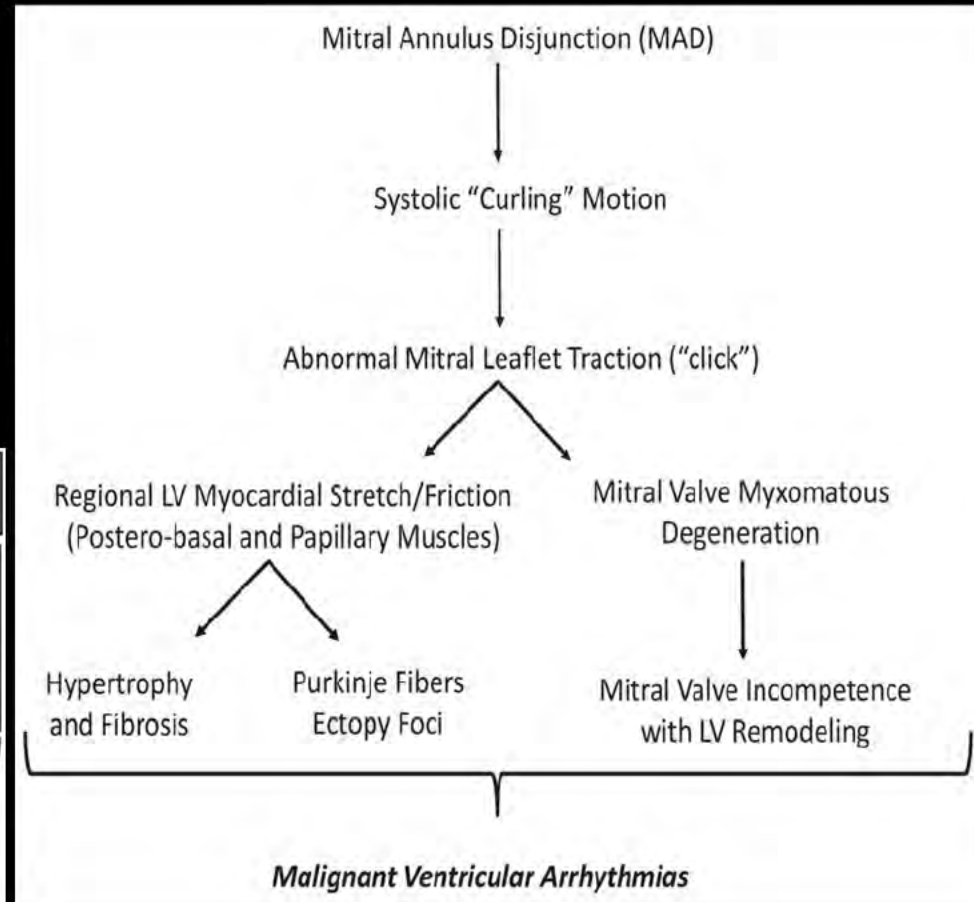 Mitral Annulus Disjunction (MAD)
Systolic “Curling” Motion
Abnormal Mitral Leaflet Traction (“click”)
Regional LV Myocardial Stretch/Friction
(Postero-basal and Papillary Muscles)
Mitral Valve Myxomatous
Degeneration
Hypertrophy
and Fibrosis
Purkinje Fibers
Ectopy Foci
Mitral Valve Incompetence
with LV Remodeling
Malignant Ventricular Arrhythmias